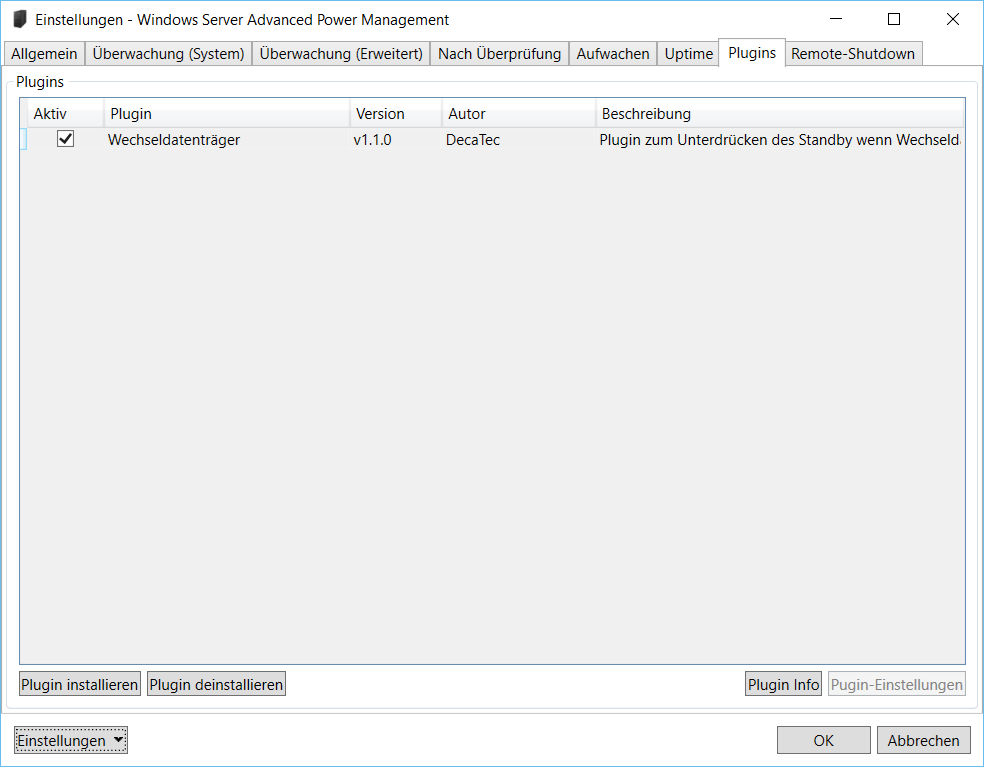 Einstellungen - Windows Server Advanced Power Management
Allgemein Überwachung (System) Überwachung (Erweitert) Nach Überprüfung Aufwachen Uptime Plugins Remote-Shutdown
Plugins
Aktiv Plugin Version Autor Beschreibung
Wechseldatenträger v1.1.0 DecaTec Plugin zum Unterdrücken des Standby wenn Wechselda
Plugin installieren Plugin deinstallieren Plugin Info Pugin-Einstellungen
Einstellungen OK Abbrechen